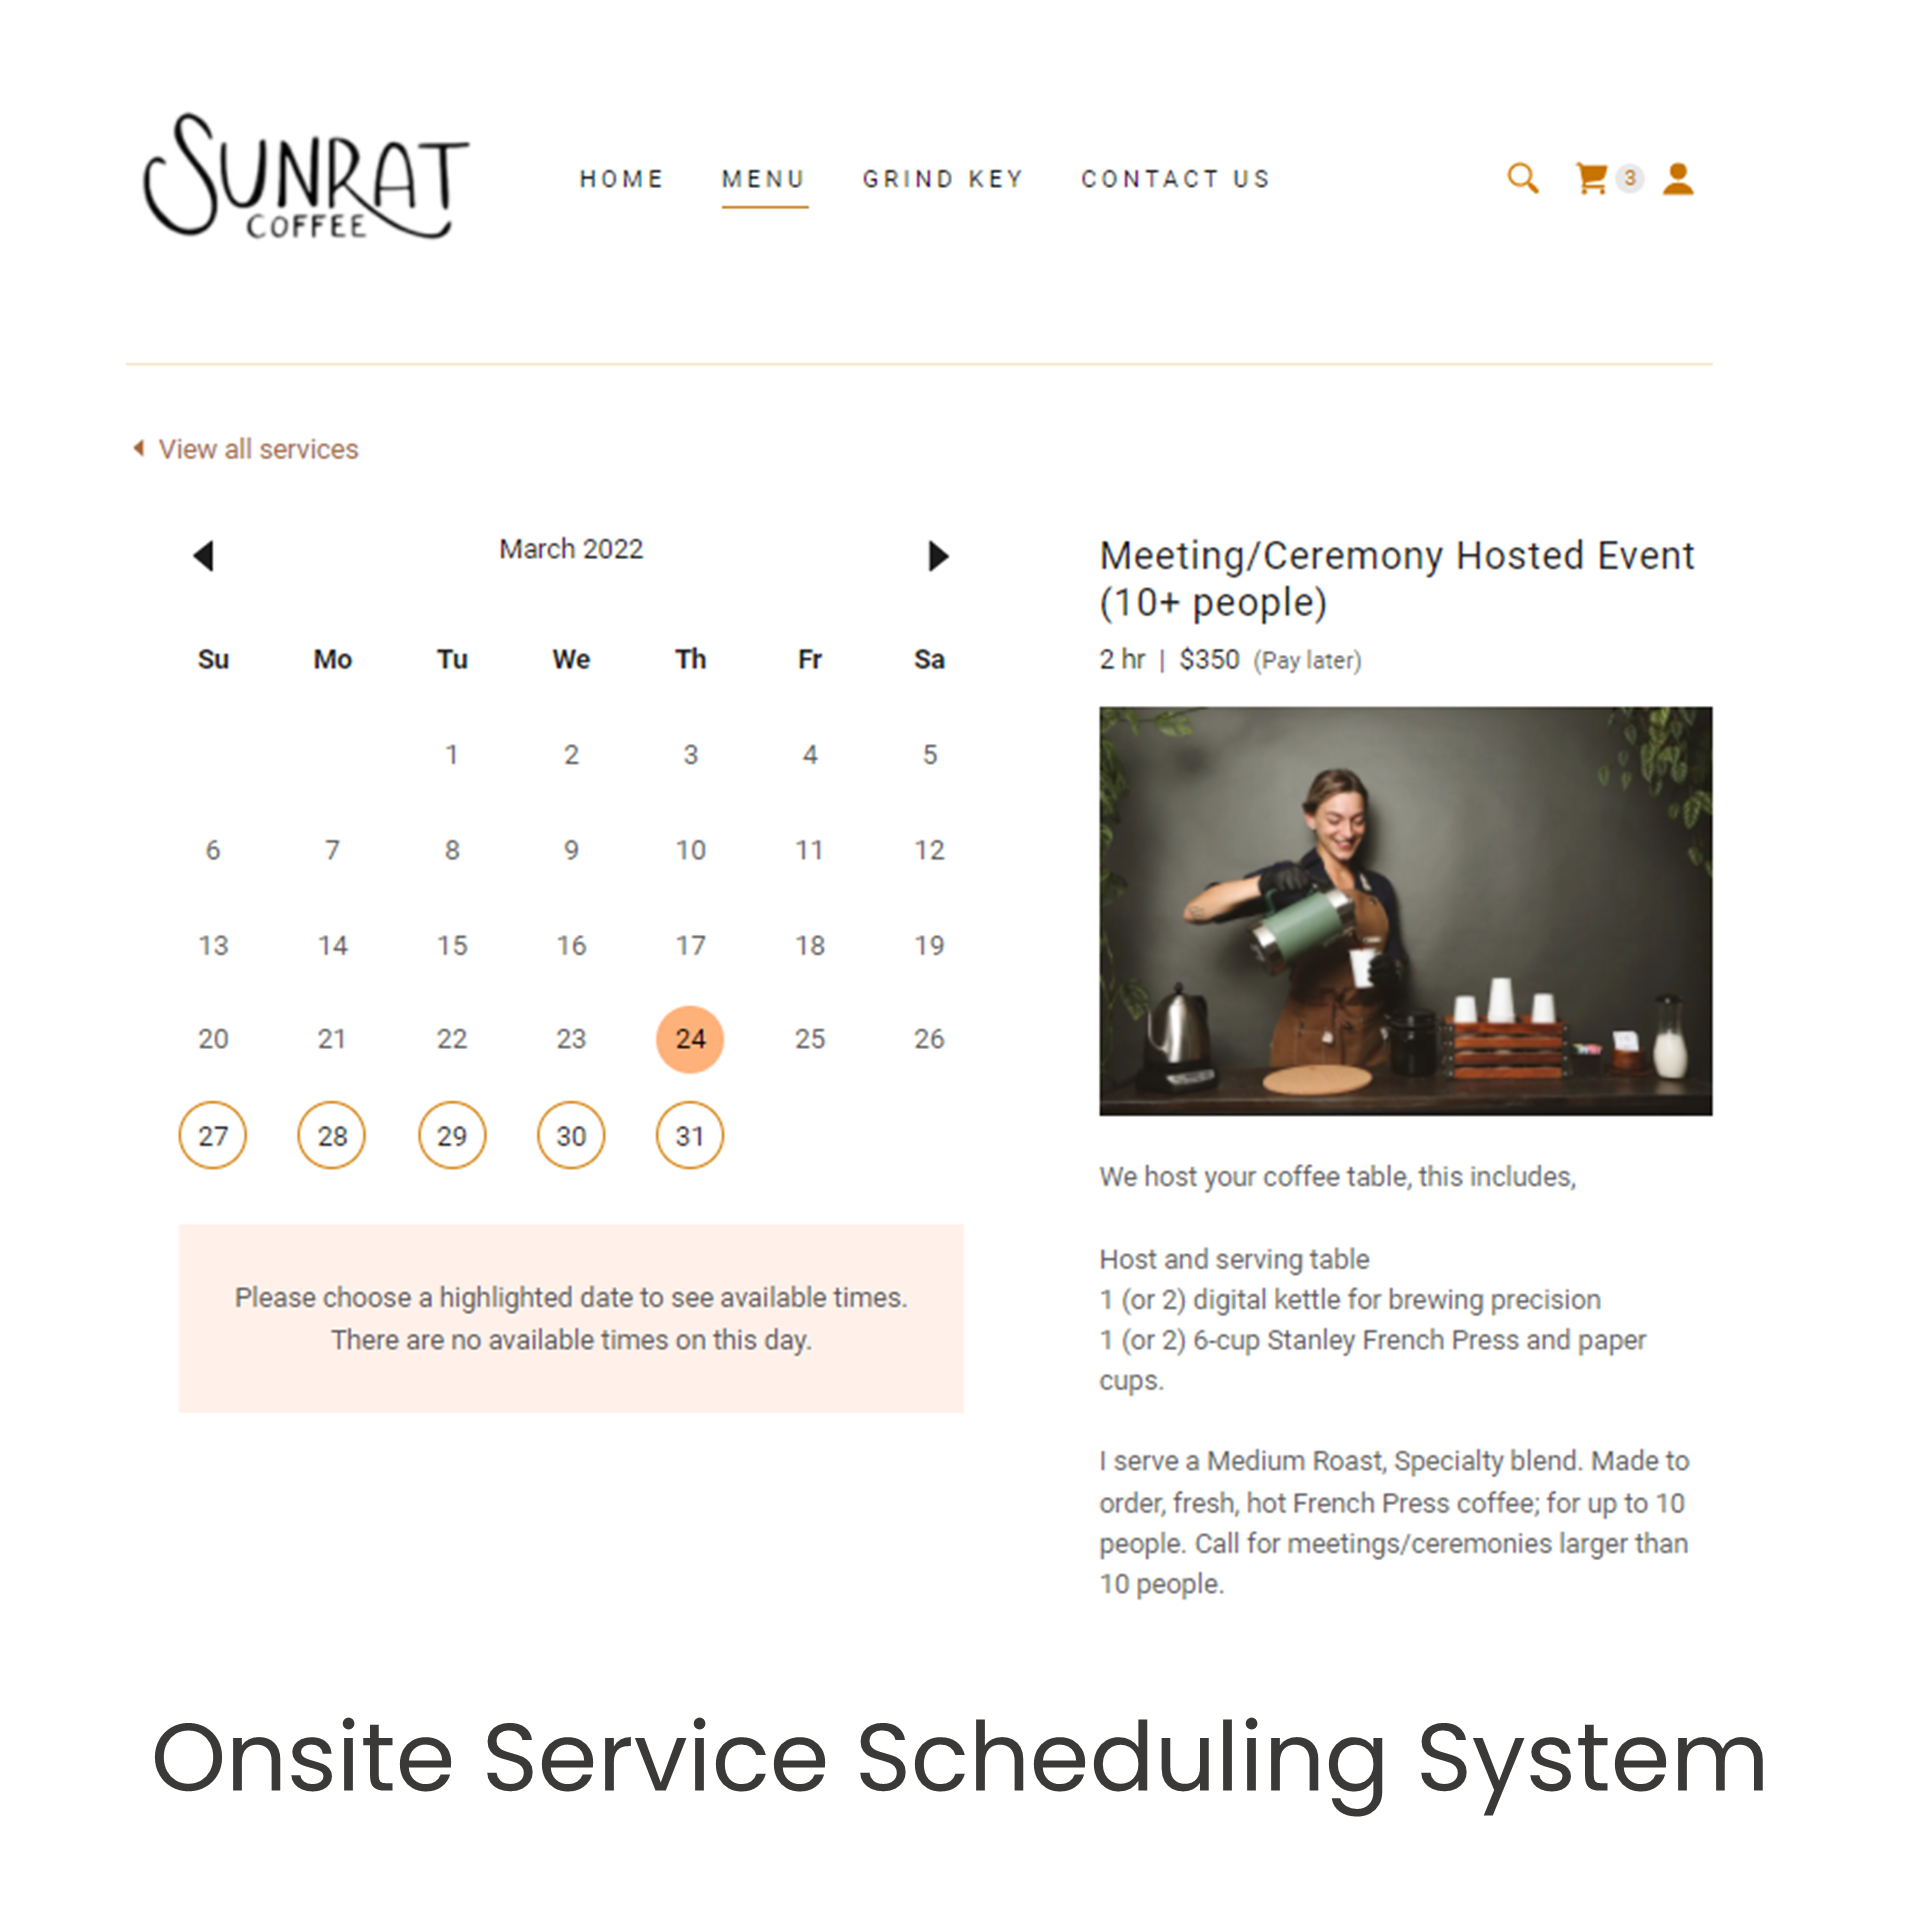 SUNRAT
COFFEE
HOME MENU GRIND KEY CONTACT US
3
View all services
March 2022
Su Mo Tu We Th Fr Sa
1 2 3 4 5
6 7 8 9 10 11 12
13 14 15 16 17 18 19
20 21 22 23 24 25 26
27 28 29 30 31
Please choose a highlighted date to see available times.
There are no available times on this day.
Meeting/Ceremony Hosted Event
(10+ people)
2 hr | $350 (Pay later)
We host your coffee table, this includes,
Host and serving table
1 (or 2) digital kettle for brewing precision
1 (or 2) 6-cup Stanley French Press and paper
cups.
I serve a Medium Roast, Specialty blend. Made to
order, fresh, hot French Press coffee; for up to 10
people. Call for meetings/ceremonies larger than
10 people.
Onsite Service Scheduling System